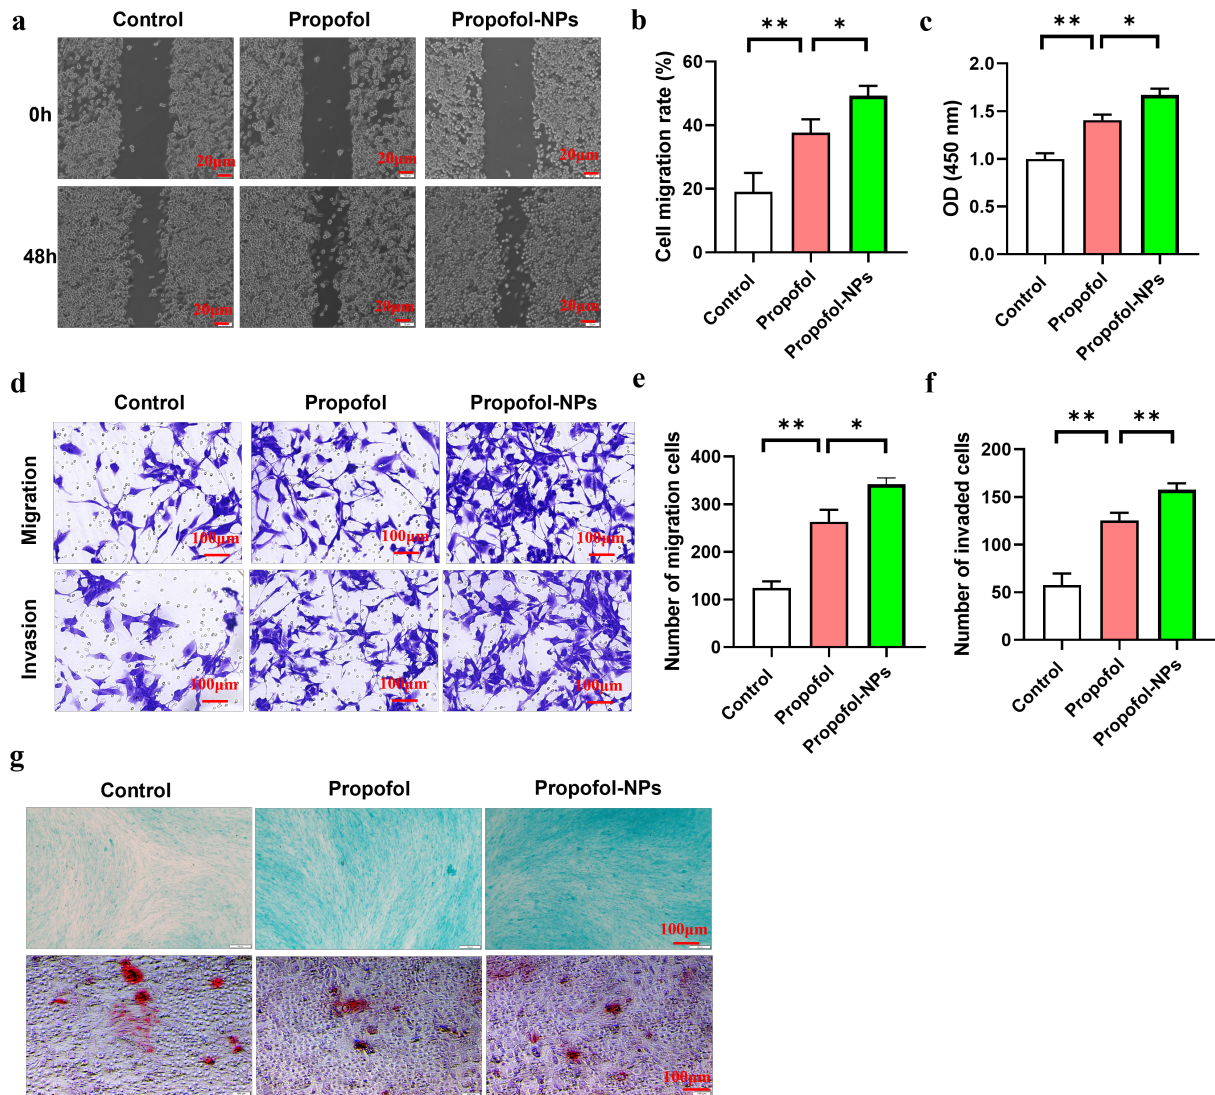 a
Control
Propofol
Propofol-NPs
0h
20μm
20μm
20μm
48h
20μm
20μm
20μm
b
** *
Cell migration rate (%)
60
40
20
0
Control
Propofol
Propofol-NPs
c
** *
OD (450 nm)
2.0
1.5
1.0
0.5
0.0
Control
Propofol
Propofol-NPs
d
Control
Propofol
Propofol-NPs
Migration
100μm
100μm
100μm
Invasion
100μm
100μm
100μm
e
** *
Number of migration cells
400
300
200
100
0
Control
Propofol
Propofol-NPs
f
** **
Number of invaded cells
200
150
100
50
0
Control
Propofol
Propofol-NPs
g
Control
Propofol
Propofol-NPs
100μm
100μm